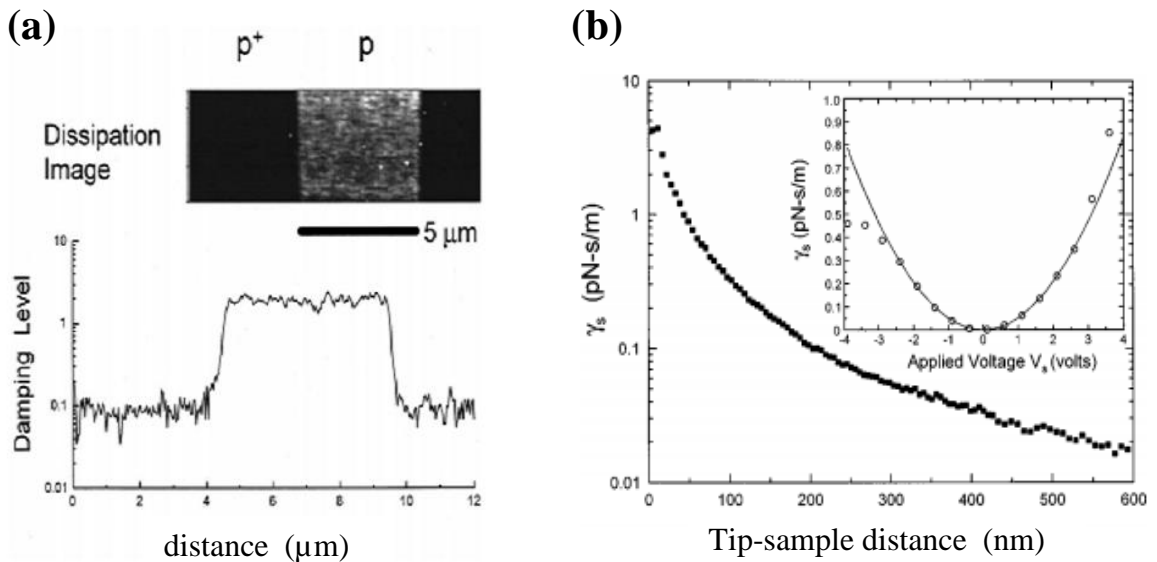 (a)
p+ p
Dissipation
Image
5 μm
Damping Level
10
1
0.1
0.01
0 2 4 6 8 10 12
distance (μm)
(b)
γs (pN-s/m)
10
1
0.1
0.01
0 100 200 300 400 500 600
Tip-sample distance (nm)
γs (pN-s/m)
1.0
0.9
0.8
0.7
0.6
0.5
0.4
0.3
0.2
0.1
0
-4 -3 -2 -1 0 1 2 3 4
Applied Voltage Vs (volts)